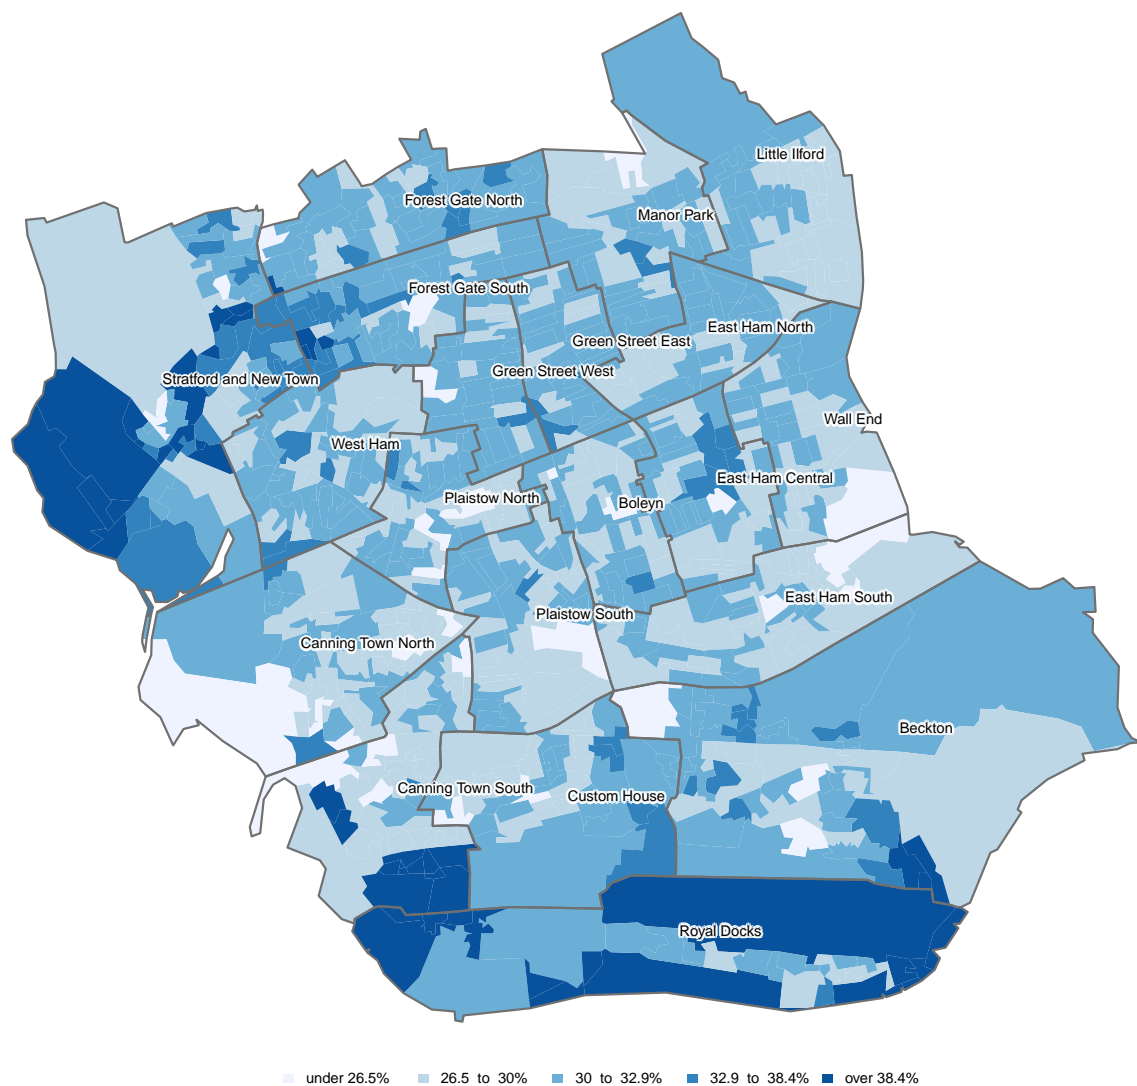 Little Ilford
Forest Gate North
Manor Park
Forest Gate South
East Ham North
Green Street East
Green Street West
Stratford and New Town
Wall End
West Ham
East Ham Central
Plaistow North
Boleyn
East Ham South
Plaistow South
Canning Town North
Beckton
Canning Town South
Custom House
Royal Docks
under 26.5% 26.5 to 30% 30 to 32.9% 32.9 to 38.4% over 38.4%